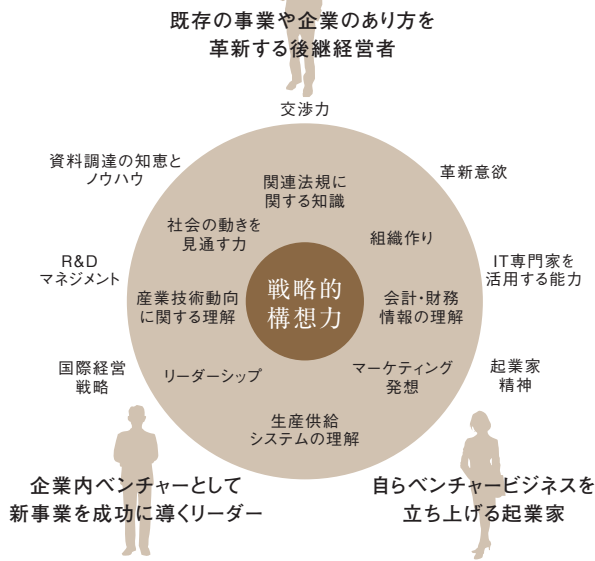 既存の事業や企業のあり方を
革新する後継経営者
交渉力
資料調達の知恵と
ノウハウ
革新意欲
関連法規に
関する知識
社会の動きを
見通す力
組織作り
R&D
マネジメント
IT専門家を
活用する能力
産業技術動向
に関する理解
戦略的
構想力
会計・財務
情報の理解
国際経営
戦略
リーダーシップ
マーケティング
発想
起業家
精神
生産供給
システムの理解
企業内ベンチャーとして
新事業を成功に導くリーダー
自らベンチャービジネスを
立ち上げる起業家